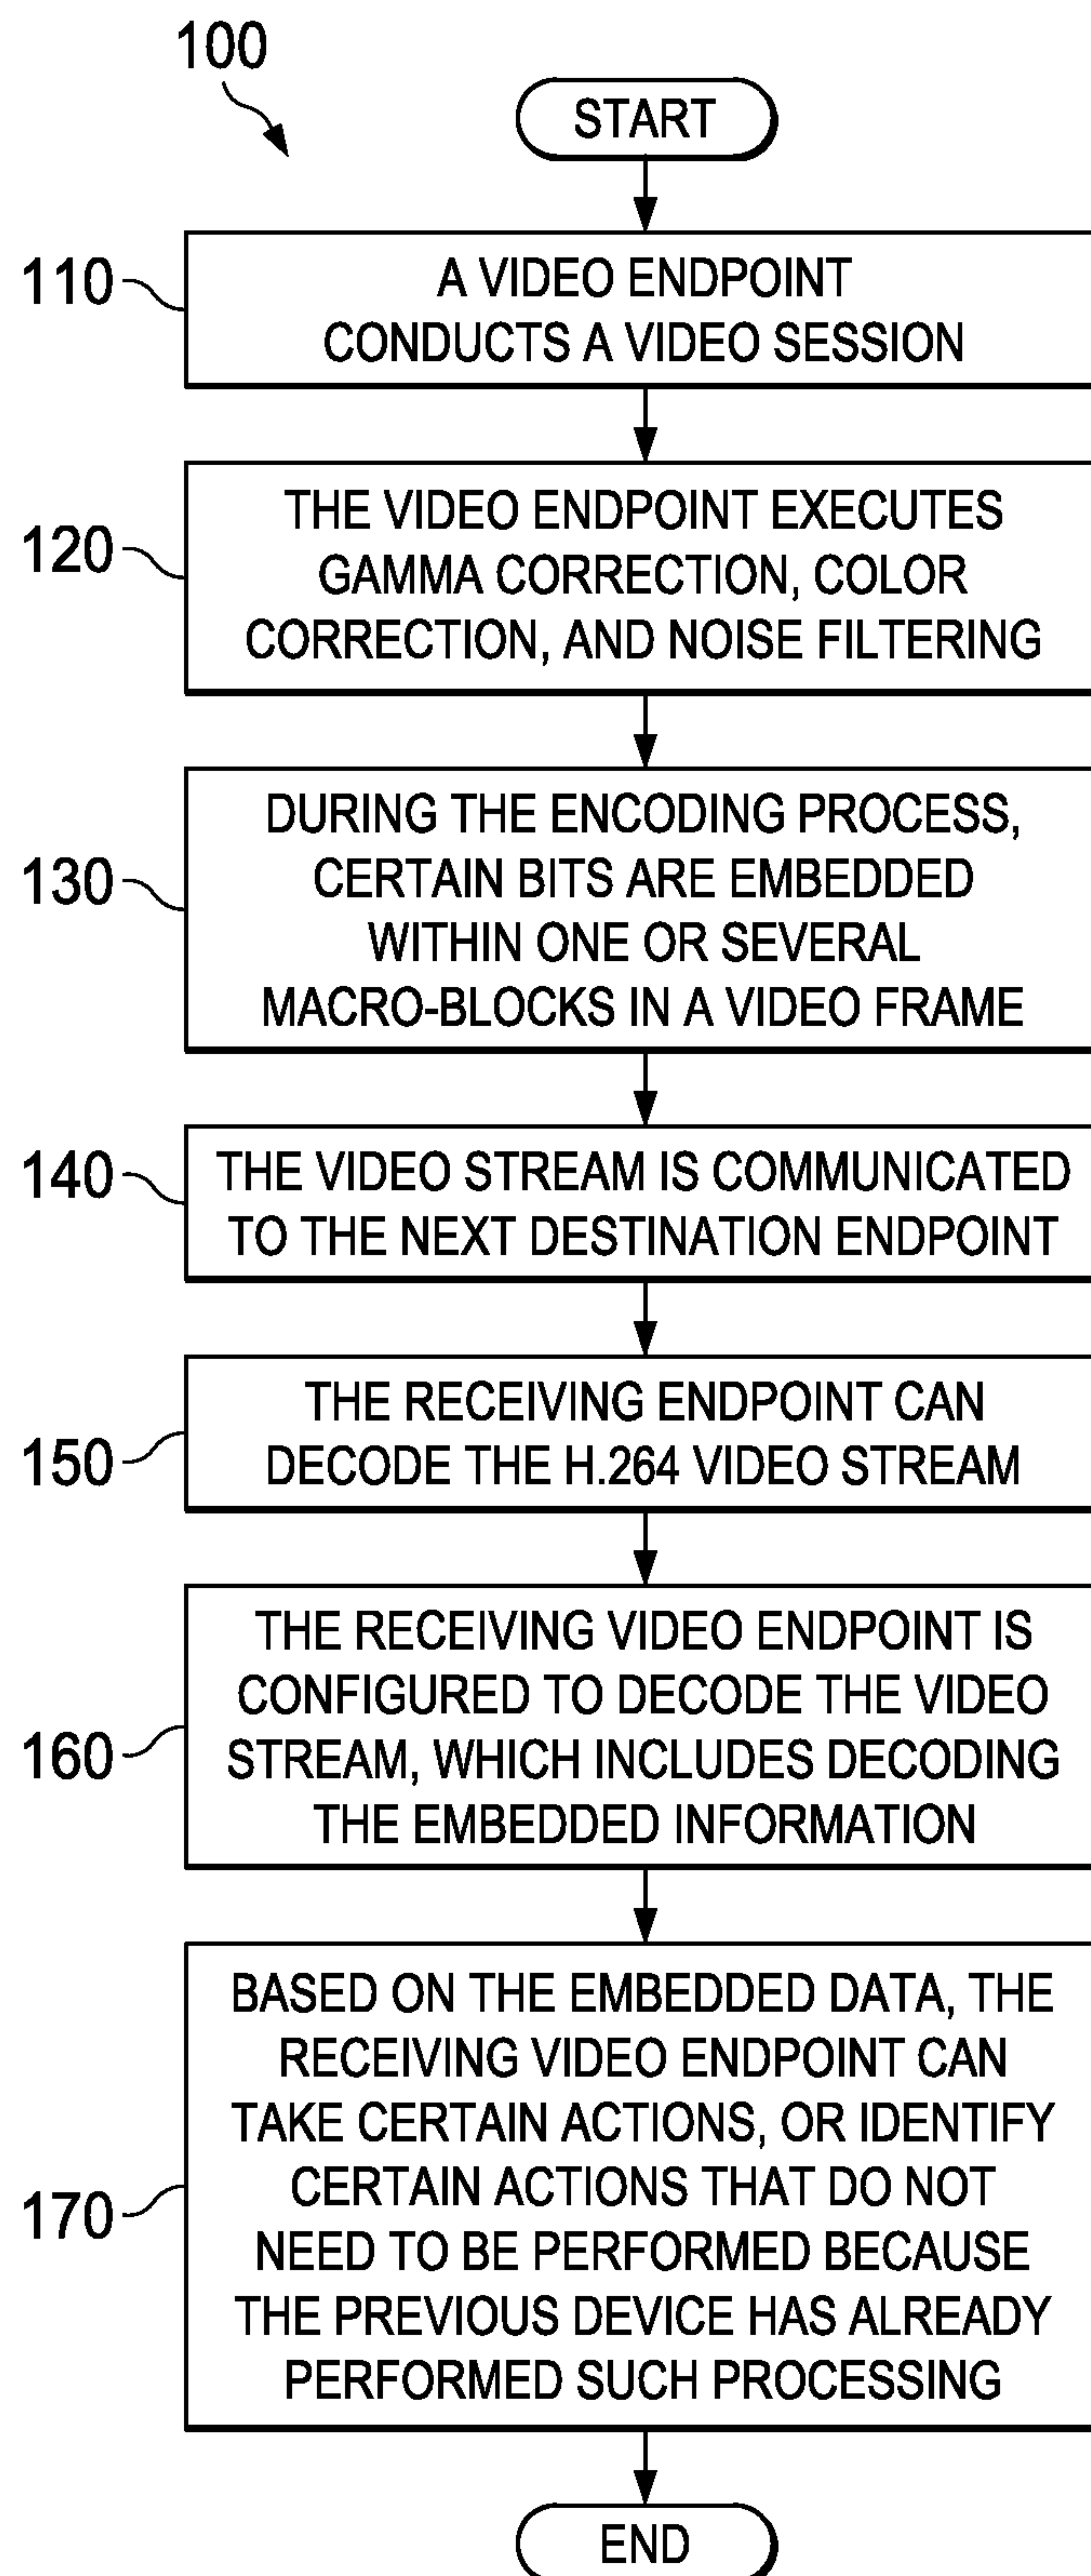 100
START
110
A VIDEO ENDPOINT
CONDUCTS A VIDEO SESSION
120
THE VIDEO ENDPOINT EXECUTES
GAMMA CORRECTION, COLOR
CORRECTION, AND NOISE FILTERING
130
DURING THE ENCODING PROCESS,
CERTAIN BITS ARE EMBEDDED
WITHIN ONE OR SEVERAL
MACRO-BLOCKS IN A VIDEO FRAME
140
THE VIDEO STREAM IS COMMUNICATED
TO THE NEXT DESTINATION ENDPOINT
150
THE RECEIVING ENDPOINT CAN
DECODE THE H.264 VIDEO STREAM
160
THE RECEIVING VIDEO ENDPOINT IS
CONFIGURED TO DECODE THE VIDEO
STREAM, WHICH INCLUDES DECODING
THE EMBEDDED INFORMATION
170
BASED ON THE EMBEDDED DATA, THE
RECEIVING VIDEO ENDPOINT CAN
TAKE CERTAIN ACTIONS, OR IDENTIFY
CERTAIN ACTIONS THAT DO NOT
NEED TO BE PERFORMED BECAUSE
THE PREVIOUS DEVICE HAS ALREADY
PERFORMED SUCH PROCESSING
END